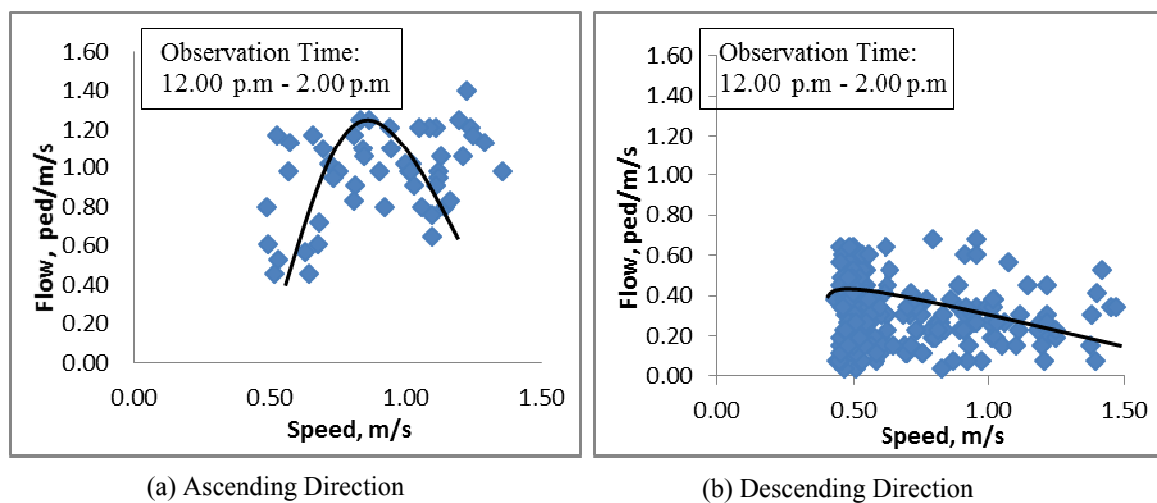 Observation Time:
12.00 p.m - 2.00 p.m
1.60
1.40
1.20
1.00
0.80
0.60
0.40
0.20
0.00
Flow, ped/m/s
0.00 0.50 1.00 1.50
Speed, m/s
(a) Ascending Direction
Observation Time:
12.00 p.m - 2.00 p.m
1.60
1.40
1.20
1.00
0.80
0.60
0.40
0.20
0.00
Flow, ped/m/s
0.00 0.50 1.00 1.50
Speed, m/s
(b) Descending Direction